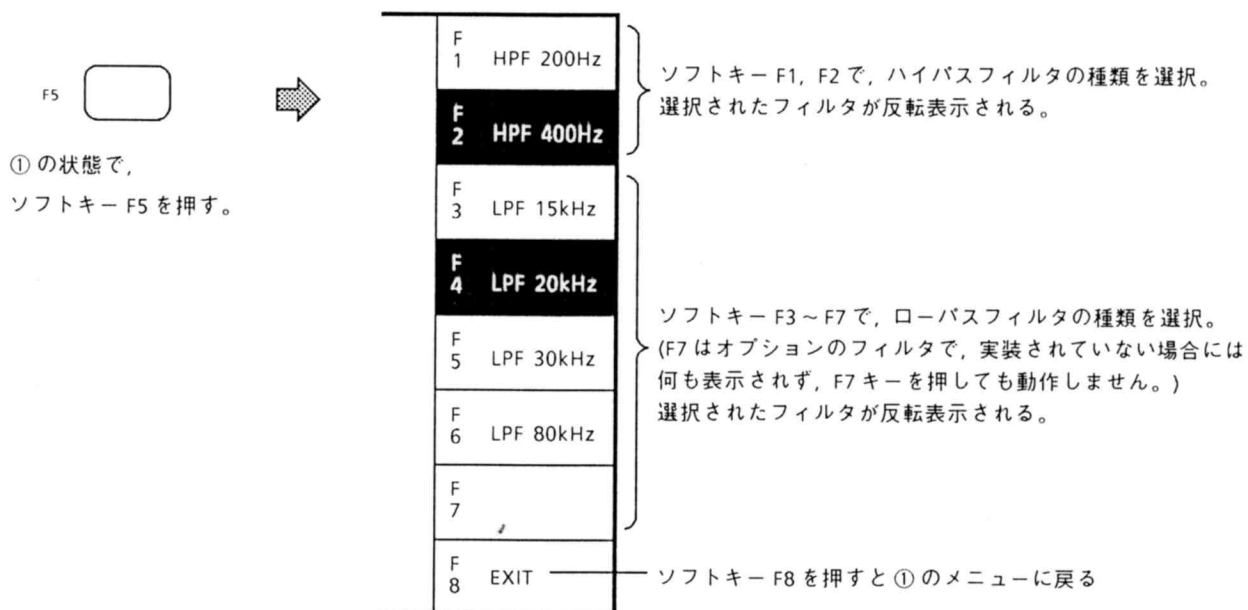 F5
①の状態で,
ソフトキー F5 を押す。
F1 HPF 200Hz
F2 HPF 400Hz
F3 LPF 15kHz
F4 LPF 20kHz
F5 LPF 30kHz
F6 LPF 80kHz
F7
F8 EXIT
ソフトキー F1, F2 で, ハイパスフィルタの種類を選択。
選択されたフィルタが反転表示される。
ソフトキー F3 ~ F7 で, ローパスフィルタの種類を選択。
(F7 はオプションのフィルタで, 実装されていない場合には
何も表示されず, F7 キーを押しても動作しません。)
選択されたフィルタが反転表示される。
ソフトキー F8 を押すと ① のメニューに戻る